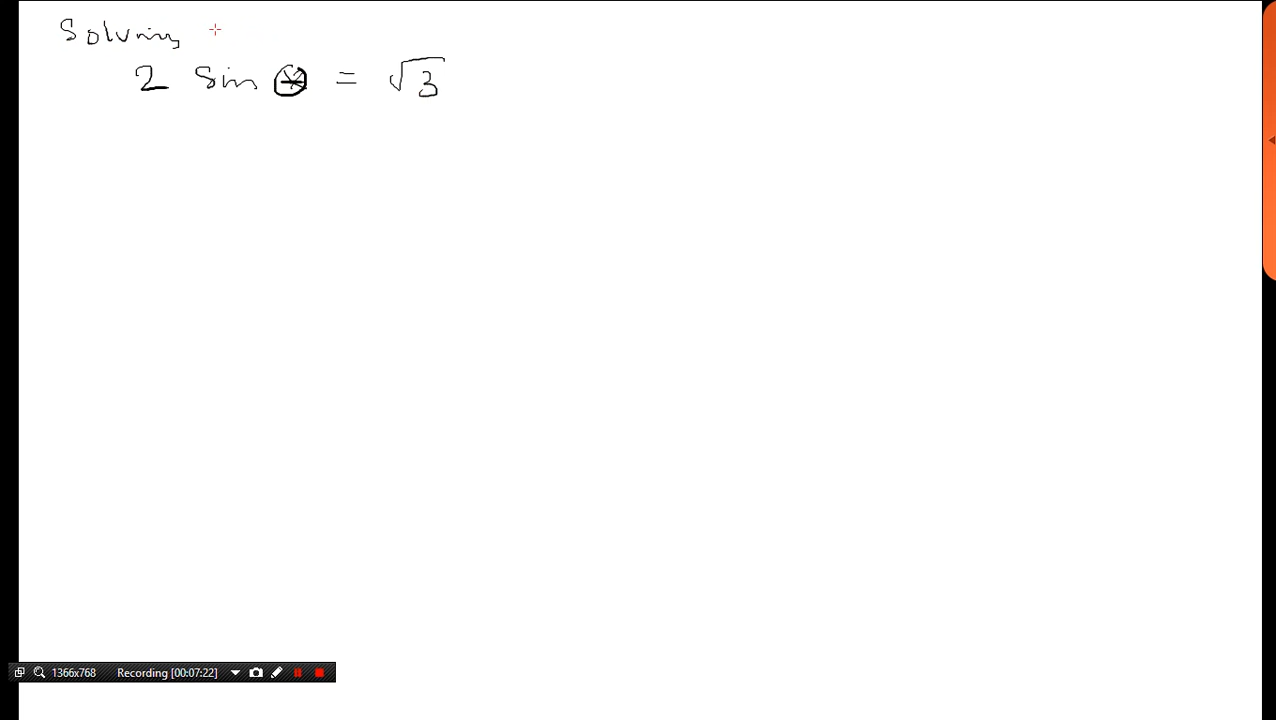 Solving
2 Sin θ = √3
1366x768 Recording [00:07:22]